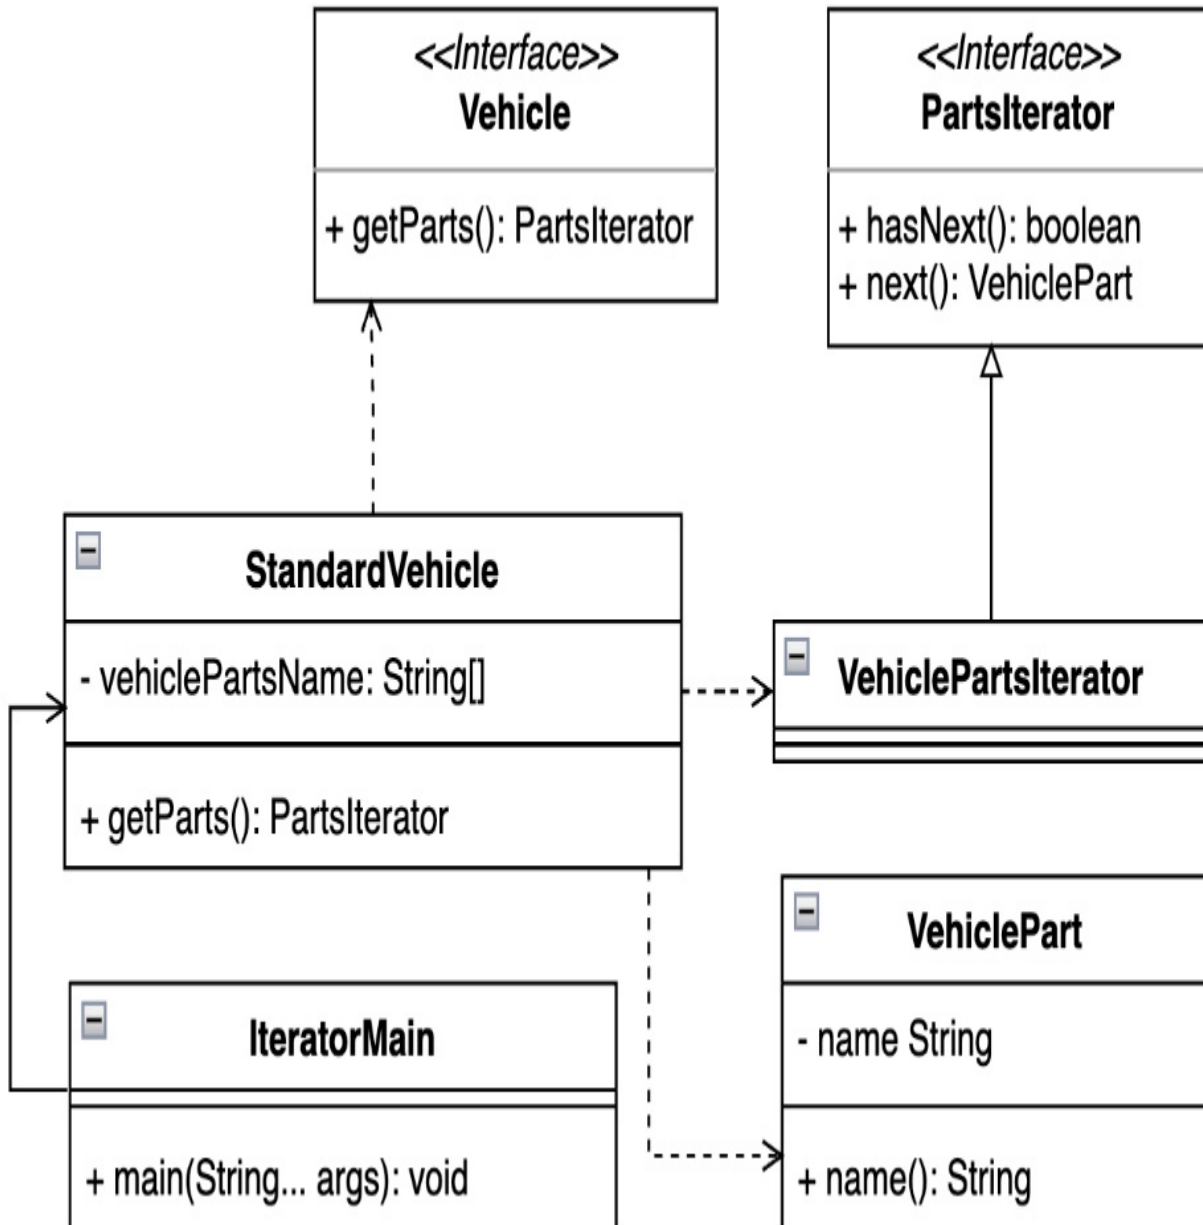 <<Interface>>
Vehicle
+ getParts(): PartsIterator
<<Interface>>
PartsIterator
+ hasNext(): boolean
+ next(): VehiclePart
StandardVehicle
- vehiclePartsName: String[]
+ getParts(): PartsIterator
VehiclePartsIterator
IteratorMain
+ main(String... args): void
VehiclePart
- name String
+ name(): String